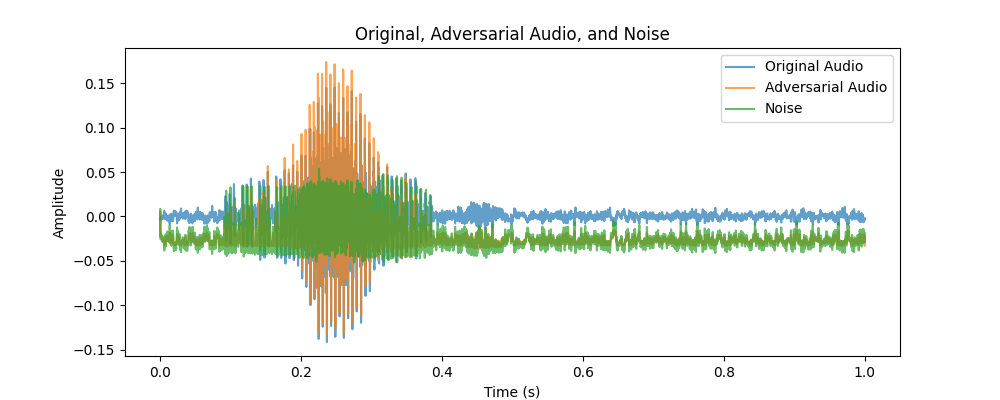 Original, Adversarial Audio, and Noise
Original Audio
Adversarial Audio
Noise
Amplitude
0.15
0.10
0.05
0.00
−0.05
−0.10
−0.15
0.0
0.2
0.4
0.6
0.8
1.0
Time (s)